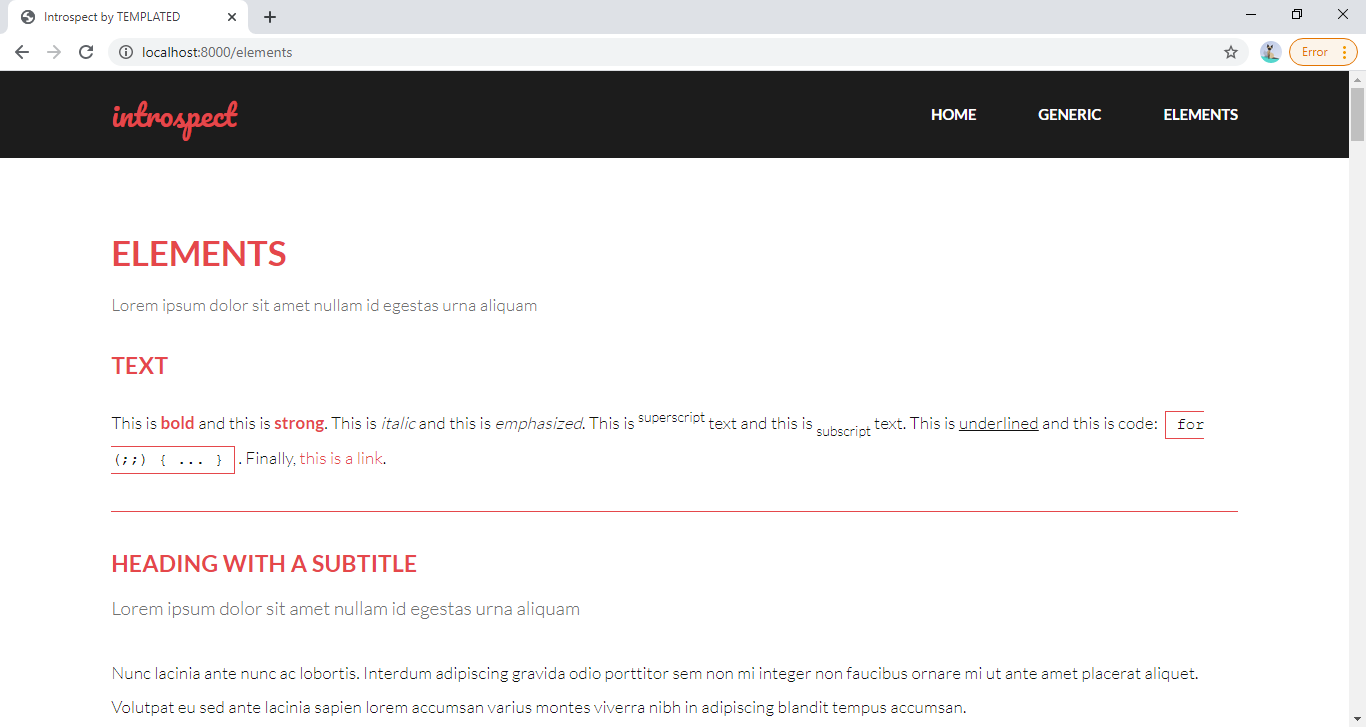 Introspect by TEMPLATED
localhost:8000/elements
Error
introspect
HOME
GENERIC
ELEMENTS
ELEMENTS
Lorem ipsum dolor sit amet nullam id egestas urna aliquam
TEXT
This is bold and this is strong. This is italic and this is emphasized. This is superscript text and this is subscript text. This is underlined and this is code: for
(;;) { ... } . Finally, this is a link.
HEADING WITH A SUBTITLE
Lorem ipsum dolor sit amet nullam id egestas urna aliquam
Nunc lacinia ante nunc ac lobortis. Interdum adipiscing gravida odio porttitor sem non mi integer non faucibus ornare mi ut ante amet placerat aliquet.
Volutpat eu sed ante lacinia sapien lorem accumsan varius montes viverra nibh in adipiscing blandit tempus accumsan.